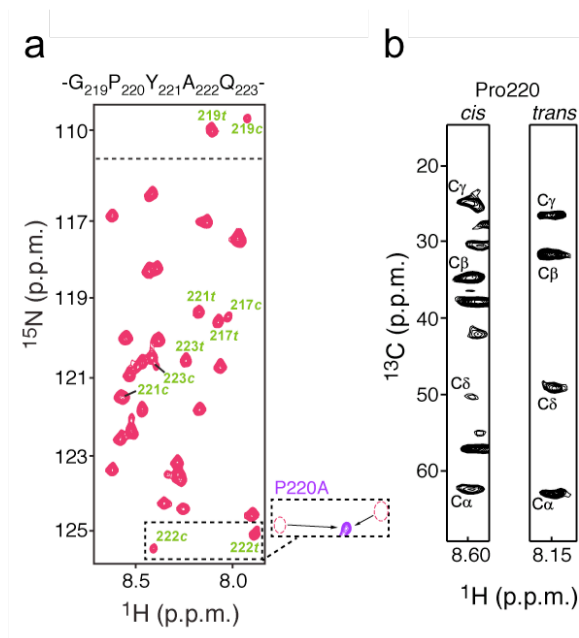 a
-G₂₁₉P₂₂₀Y₂₂₁A₂₂₂Q₂₂₃-
110
117
119
121
123
125
¹⁵N (p.p.m.)
219t
219c
221t
217c
217t
223t
223c
221c
222c
222t
P220A
8.5
8.0
¹H (p.p.m.)
b
Pro220
cis
trans
20
30
40
50
60
¹³C (p.p.m.)
Cγ
Cβ
Cδ
Cα
Cγ
Cβ
Cδ
Cα
8.60
8.15
¹H (p.p.m.)